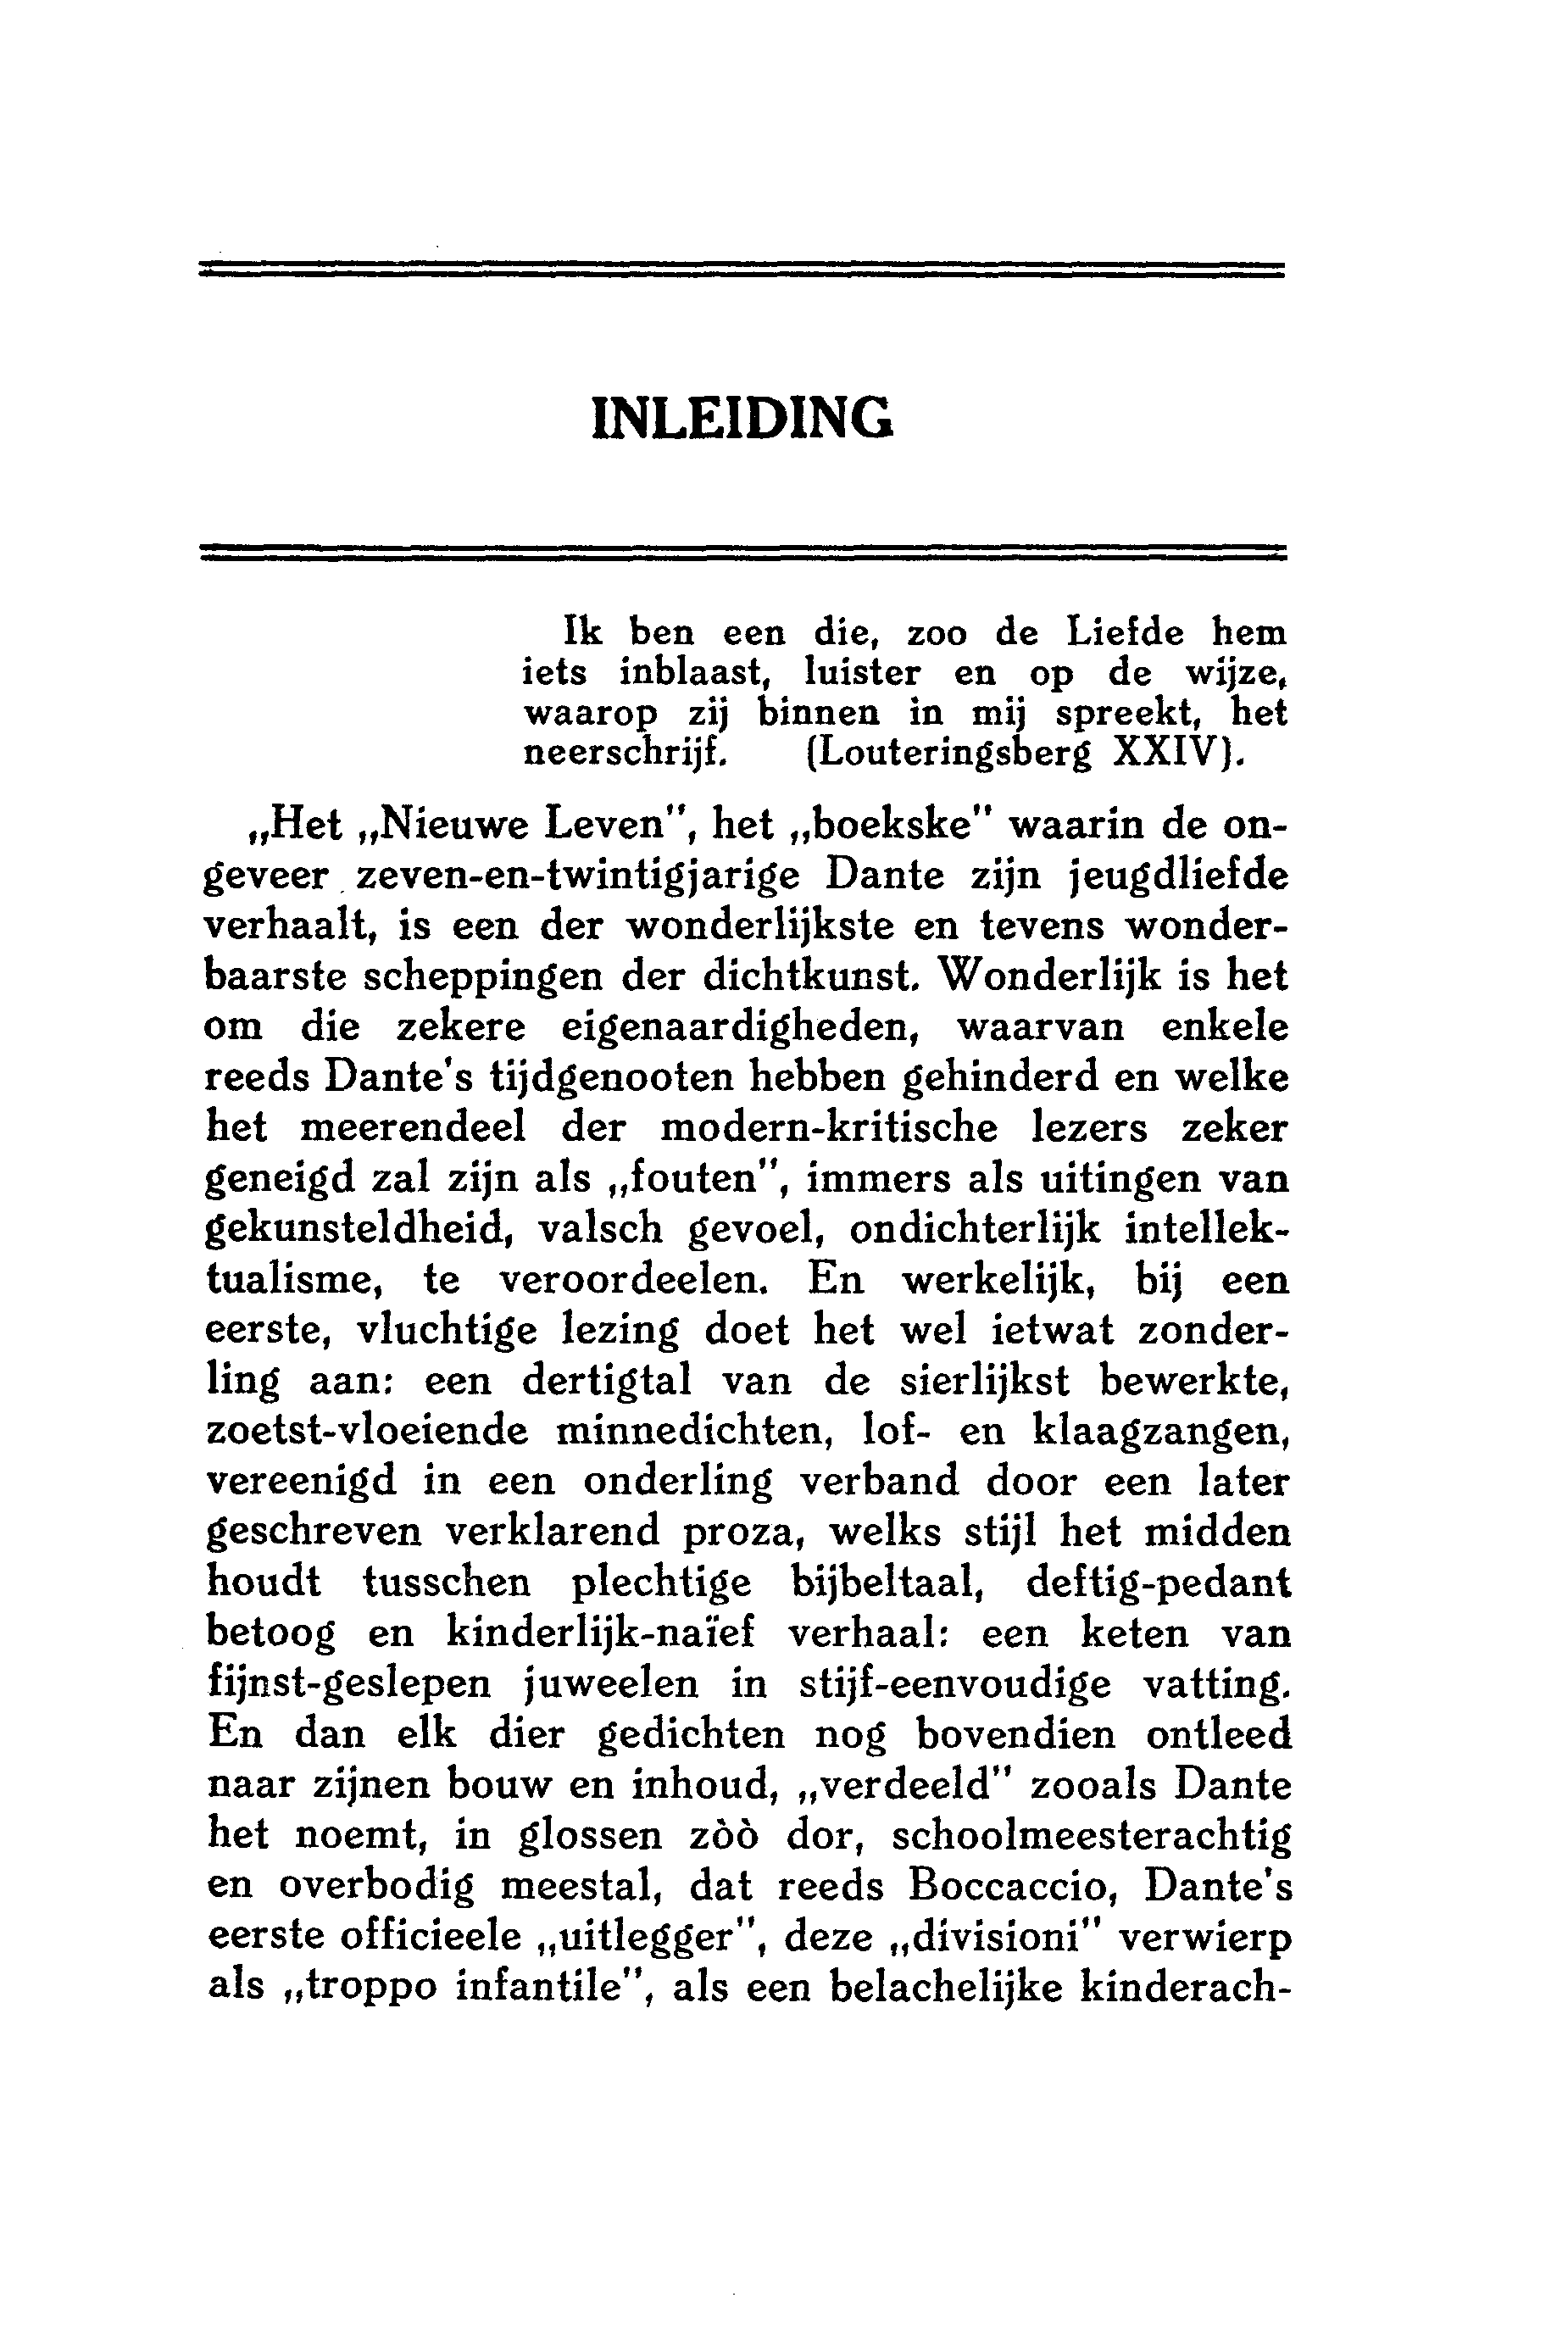 INLEIDING
Ik ben een die, zoo de Liefde hem
iets inblaast, luister en op de wijze,
waarop zij binnen in mij spreekt, het
neerschrijf. (Louteringsberg XXIV).
„Het „Nieuwe Leven", het „boekske" waarin de on-
geveer zeven-en-twintigjarige Dante zijn jeugdliefde
verhaalt, is een der wonderlijkste en tevens wonder-
baarste scheppingen der dichtkunst. Wonderlijk is het
om die zekere eigenaardigheden, waarvan enkele
reeds Dante's tijdgenooten hebben gehinderd en welke
het meerendeel der modern-kritische lezers zeker
geneigd zal zijn als „fouten", immers als uitingen van
gekunsteldheid, valsch gevoel, ondichterlijk intellek-
tualisme, te veroordeelen. En werkelijk, bij een
eerste, vluchtige lezing doet het wel ietwat zonder-
ling aan: een dertigtal van de sierlijkst bewerkte,
zoetst-vloeiende minnedichten, lof- en klaagzangen,
vereenigd in een onderling verband door een later
geschreven verklarend proza, welks stijl het midden
houdt tusschen plechtige bijbeltaal, deftig-pedant
betoog en kinderlijk-naïef verhaal: een keten van
fijnst-geslepen juweelen in stijf-eenvoudige vatting.
En dan elk dier gedichten nog bovendien ontleed
naar zijnen bouw en inhoud, „verdeeld" zooals Dante
het noemt, in glossen zòò dor, schoolmeesterachtig
en overbodig meestal, dat reeds Boccaccio, Dante's
eerste officieele „uitlegger", deze „divisioni" verwierp
als „troppo infantile", als een belachelijke kinderach-